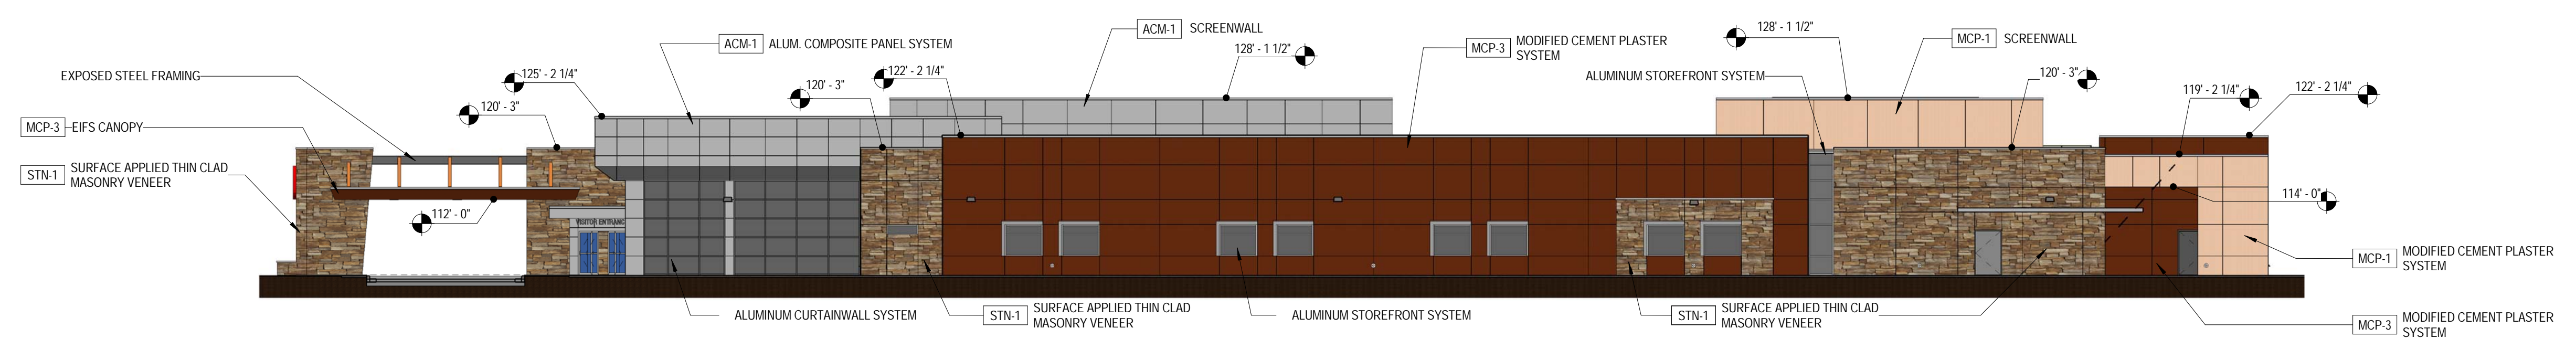 EXPOSED STEEL FRAMING
MCP-3 EIFS CANOPY
STN-1 SURFACE APPLIED THIN CLAD
MASONRY VENEER
112' - 0"
120' - 3"
125' - 2 1/4"
ACM-1 ALUM. COMPOSITE PANEL SYSTEM
120' - 3"
122' - 2 1/4"
ACM-1 SCREENWALL
128' - 1 1/2"
MCP-3 MODIFIED CEMENT PLASTER
SYSTEM
ALUMINUM STOREFRONT SYSTEM
128' - 1 1/2"
MCP-1 SCREENWALL
120' - 3"
119' - 2 1/4"
122' - 2 1/4"
114' - 0"
VISITOR ENTRANC
MCP-1 MODIFIED CEMENT PLASTER
SYSTEM
MCP-3 MODIFIED CEMENT PLASTER
SYSTEM
ALUMINUM CURTAINWALL SYSTEM
STN-1 SURFACE APPLIED THIN CLAD
MASONRY VENEER
ALUMINUM STOREFRONT SYSTEM
STN-1 SURFACE APPLIED THIN CLAD
MASONRY VENEER